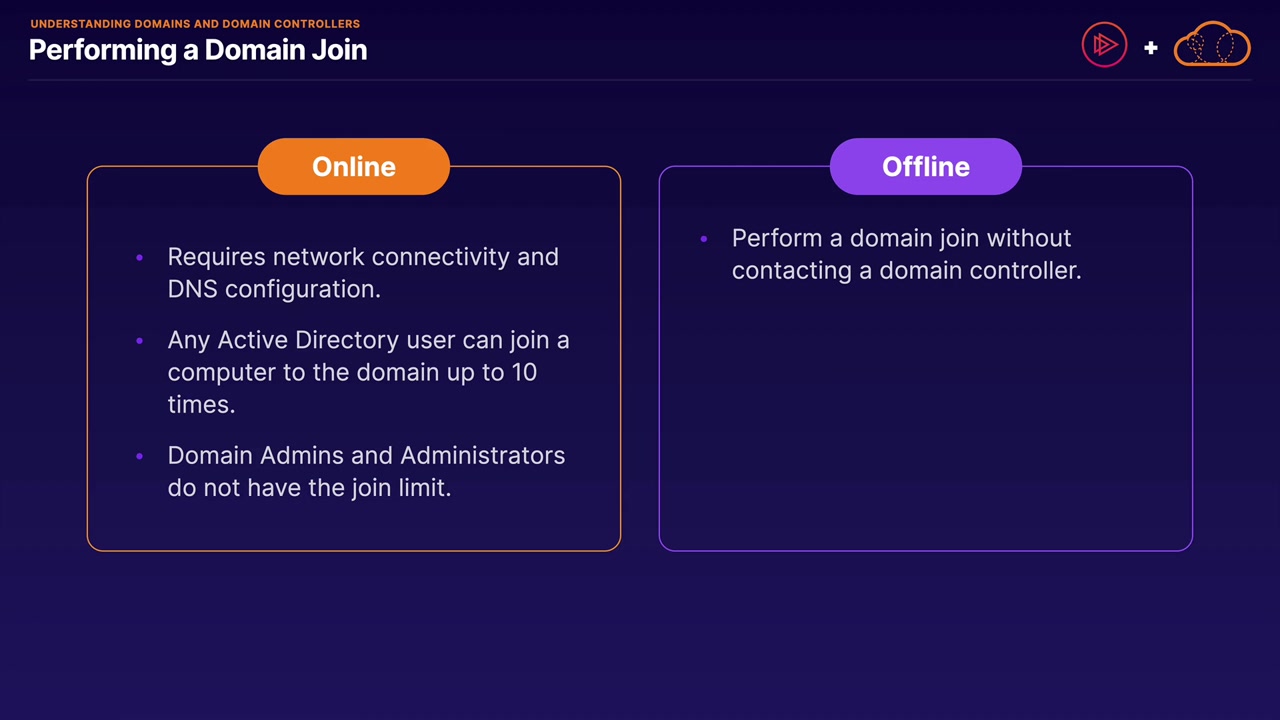 UNDERSTANDING DOMAINS AND DOMAIN CONTROLLERS
Performing a Domain Join
+
Online
• Requires network connectivity and
DNS configuration.
• Any Active Directory user can join a
computer to the domain up to 10
times.
• Domain Admins and Administrators
do not have the join limit.
Offline
• Perform a domain join without
contacting a domain controller.